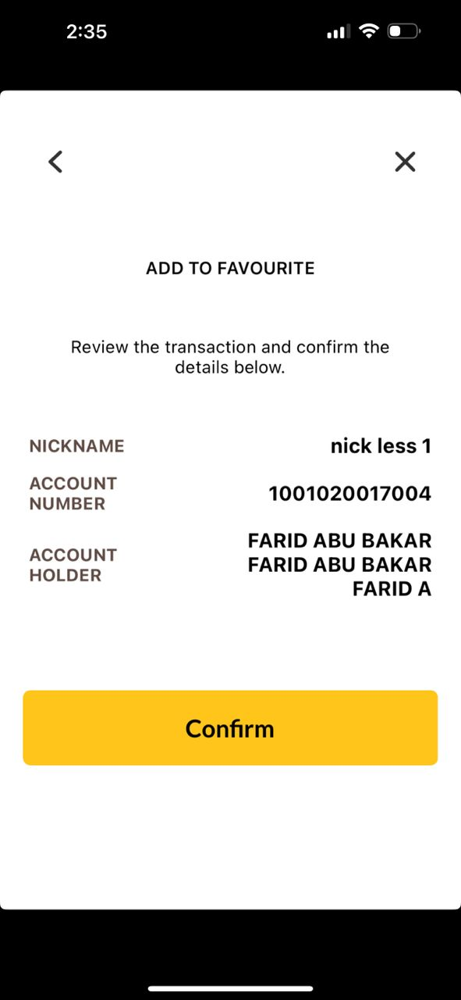 2:35
ADD TO FAVOURITE
Review the transaction and confirm the
details below.
NICKNAME
nick less 1
ACCOUNT
NUMBER
1001020017004
ACCOUNT
HOLDER
FARID ABU BAKAR
FARID ABU BAKAR
FARID A
Confirm